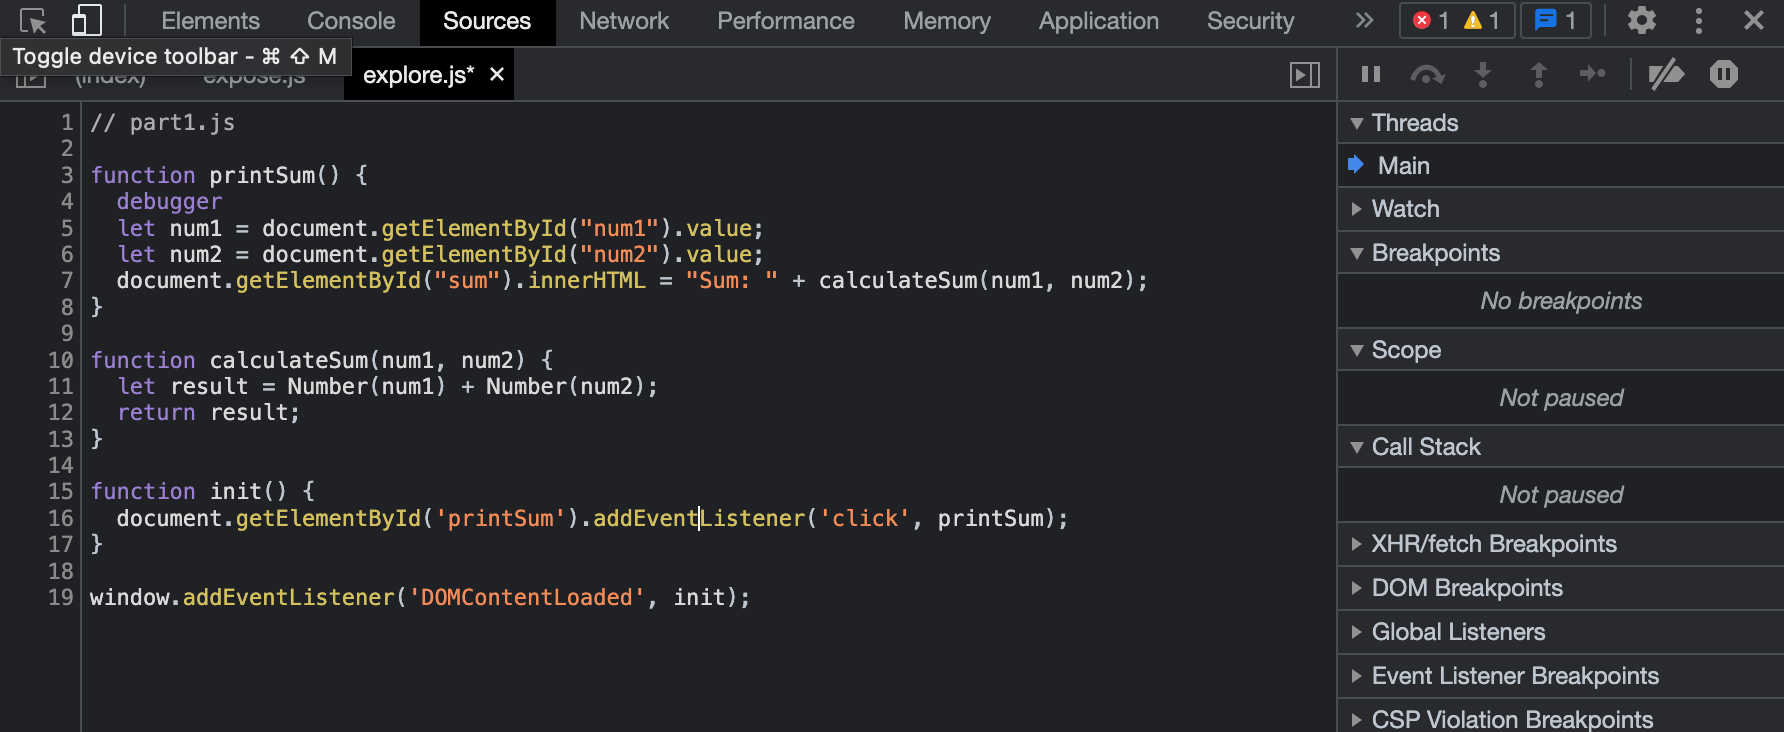 Elements Console Sources Network Performance Memory Application Security >> 1 1 1
Toggle device toolbar - ⌘ ⇧ M
(index) expose.js explore.js* ×
1 // part1.js
2
3 function printSum() {
4   debugger
5   let num1 = document.getElementById("num1").value;
6   let num2 = document.getElementById("num2").value;
7   document.getElementById("sum").innerHTML = "Sum: " + calculateSum(num1, num2);
8 }
9
10 function calculateSum(num1, num2) {
11   let result = Number(num1) + Number(num2);
12   return result;
13 }
14
15 function init() {
16   document.getElementById('printSum').addEventListener('click', printSum);
17 }
18
19 window.addEventListener('DOMContentLoaded', init);
Threads
Main
Watch
Breakpoints
No breakpoints
Scope
Not paused
Call Stack
Not paused
XHR/fetch Breakpoints
DOM Breakpoints
Global Listeners
Event Listener Breakpoints
CSP Violation Breakpoints